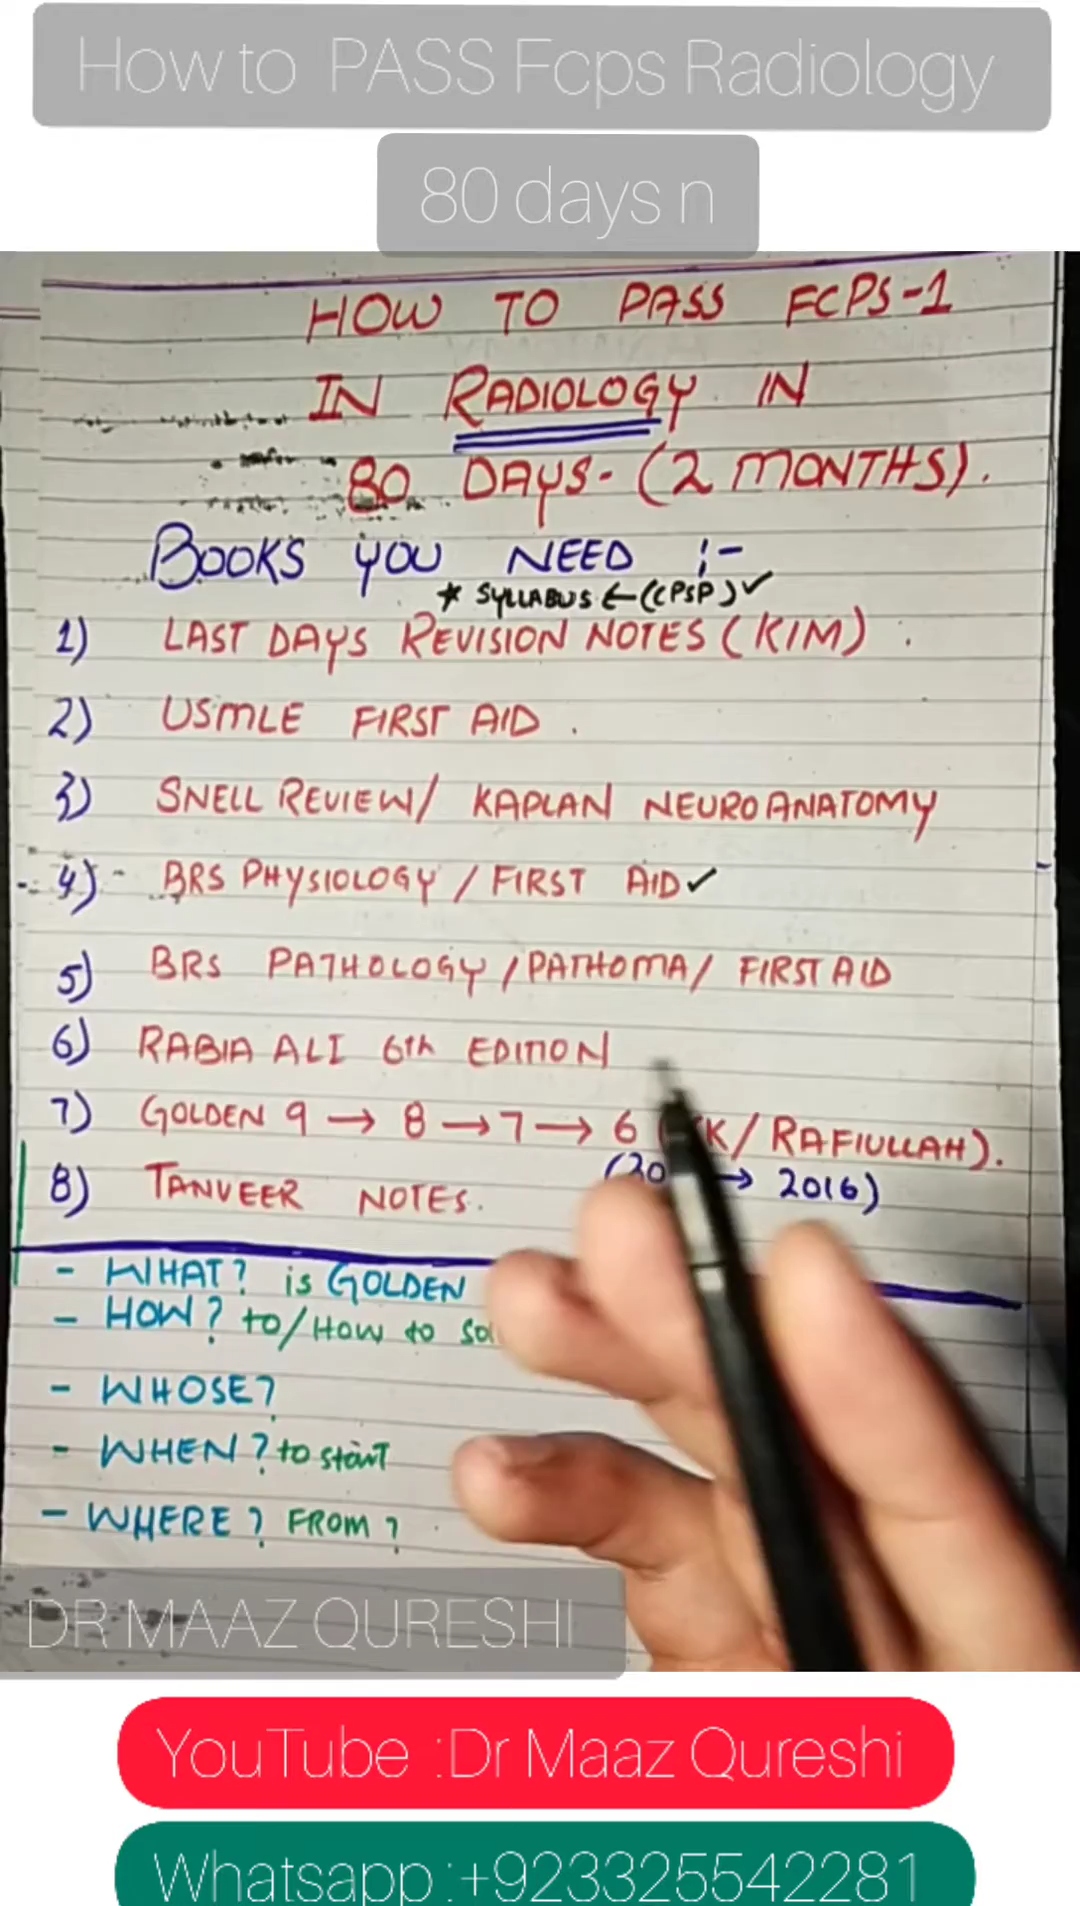 How to PASS Fcps Radiology
80 days n
HOW TO PASS FCPS-1
IN RADIOLOGY IN
80 DAYS- (2 MONTHS).
BOOKS YOU NEED :-
* SYLLABUS ← (CPSP) ✓
1) LAST DAYS REVISION NOTES (KIM)
2) USMLE FIRST AID.
3) SNELL REVIEW/ KAPLAN NEUROANATOMY
4) BRS PHYSIOLOGY / FIRST AID ✓
5) BRS PATHOLOGY / PATHOMA / FIRST AID
6) RABIA ALI 6th EDITION
7) GOLDEN 9 → 8 → 7 → 6 / RAFIULLAH).
→ 2016)
8) TANVEER NOTES.
- WHAT? is GOLDEN
- HOW? to/HOW to
- WHOSE?
- WHEN? to start
- WHERE? FROM?
DR MAAZ QURESHI
YouTube :Dr Maaz Qureshi
Whatsapp :+923325542281